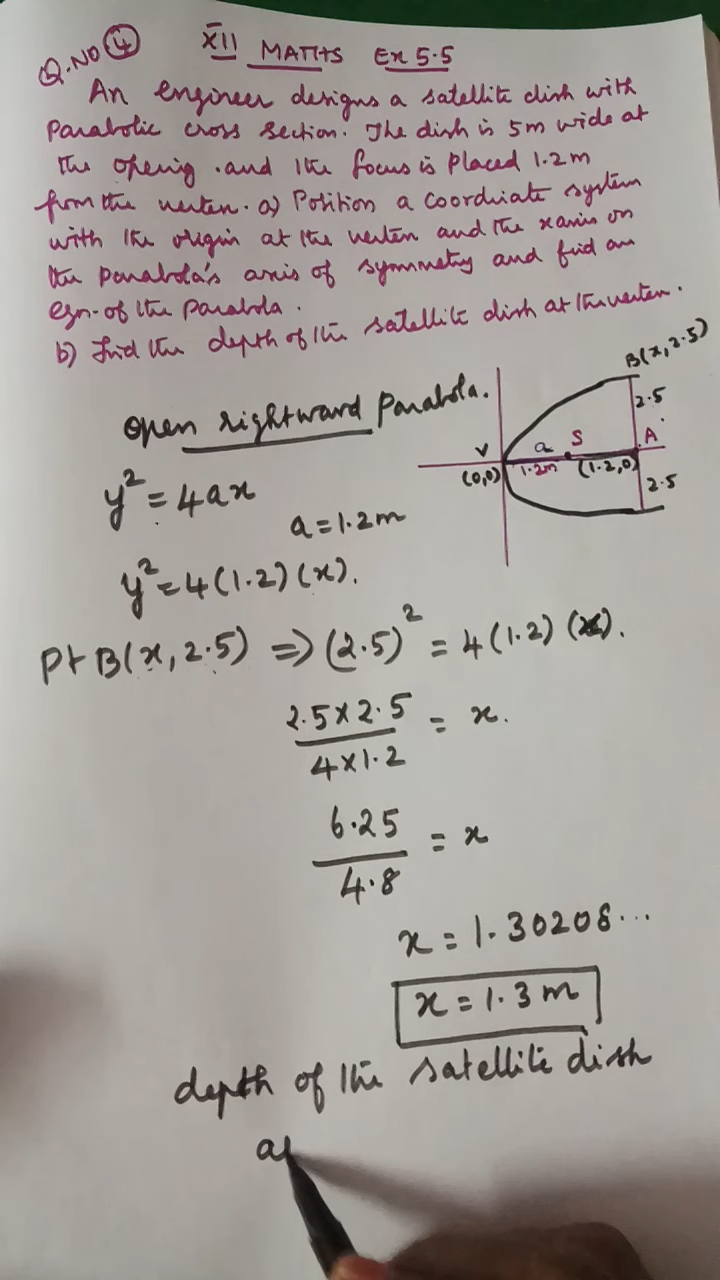 Q.NO 4 XII MATHS Ex 5.5
An engineer designs a satellite dish with
Parabolic cross section. The dish is 5m wide at
the opening .and the focus is placed 1.2m
from the vertex. a) Position a coordinate system
with the origin at the vertex and the xaxis on
the parabola's axis of symmetry and find an
eqn. of the parabola.
b) Find the depth of the satellite dish at the vertex.
open rightward parabola.
B(x, 2.5)
2.5
V a S A
(0,0) 1.2m (1.2,0)
2.5
y² = 4ax
a = 1.2m
y² = 4(1.2)(x).
Pt B(x, 2.5) => (2.5)² = 4(1.2)(x).
2.5×2.5
4×1.2
= x.
6.25
4.8
= x
x = 1.30208...
x = 1.3 m
depth of the satellite dish
at